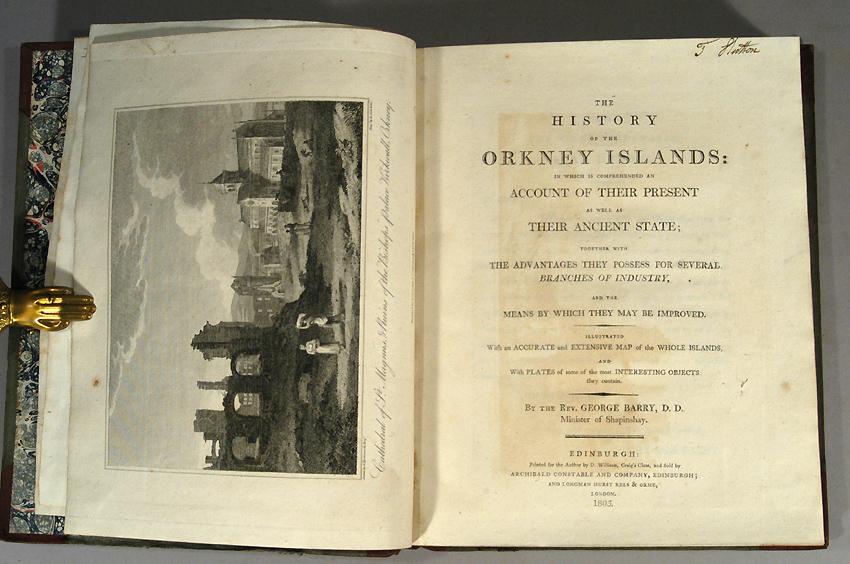 Cathedral of St. Magnus, & Ruins of the Bishops palace Kirkwall, Orkney.
THE
HISTORY
OF THE
ORKNEY ISLANDS:
IN WHICH IS COMPREHENDED AN
ACCOUNT OF THEIR PRESENT
AS WELL AS
THEIR ANCIENT STATE;
TOGETHER WITH
THE ADVANTAGES THEY POSSESS FOR SEVERAL
BRANCHES OF INDUSTRY,
AND THE
MEANS BY WHICH THEY MAY BE IMPROVED.
ILLUSTRATED
With an ACCURATE and EXTENSIVE MAP of the WHOLE ISLANDS,
AND
With PLATES of some of the most INTERESTING OBJECTS
they contain.
BY THE REV. GEORGE BARRY, D. D.
Minister of Shapinshay.
EDINBURGH:
Printed for the Author by D. Willison, Craig's Close, and Sold by
ARCHIBALD CONSTABLE AND COMPANY, EDINBURGH;
AND LONGMAN HURST REES & ORME,
LONDON.
1805.